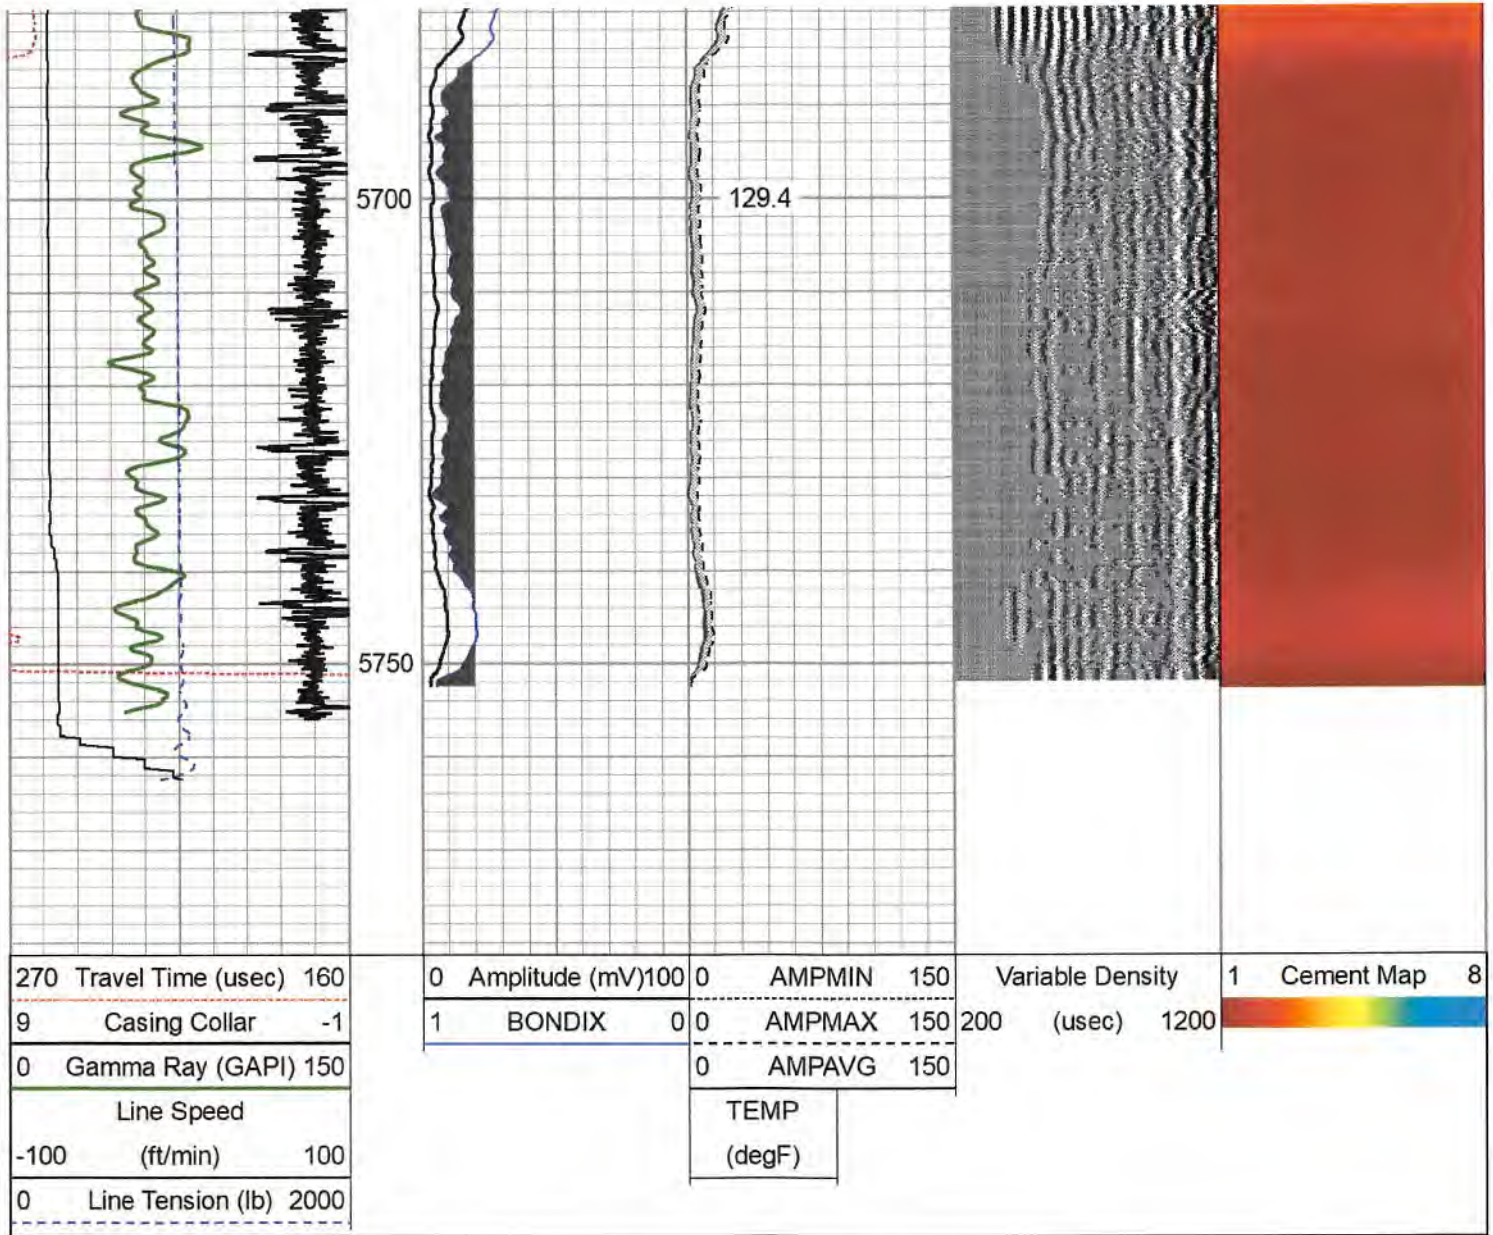 5700
129.4
5750
270 Travel Time (usec) 160
9 Casing Collar -1
0 Gamma Ray (GAPI) 150
Line Speed
-100 (ft/min) 100
0 Line Tension (lb) 2000
0 Amplitude (mV) 100
1 BONDIX 0
0 AMPMIN 150
0 AMPMAX 150
0 AMPAVG 150
TEMP
(degF)
Variable Density
200 (usec) 1200
1 Cement Map 8